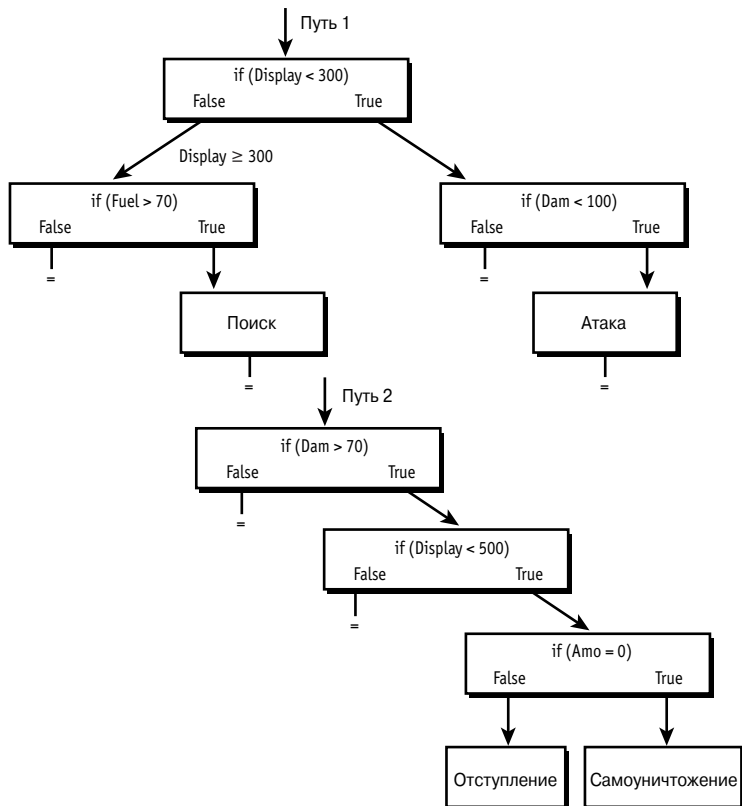 Путь 1
if (Display < 300)
False True
Display ≥ 300
if (Fuel > 70)
False True
if (Dam < 100)
False True
=
=
Поиск
Атака
=
=
Путь 2
if (Dam > 70)
False True
=
if (Display < 500)
False True
=
if (Amo = 0)
False True
Отступление
Самоуничтожение